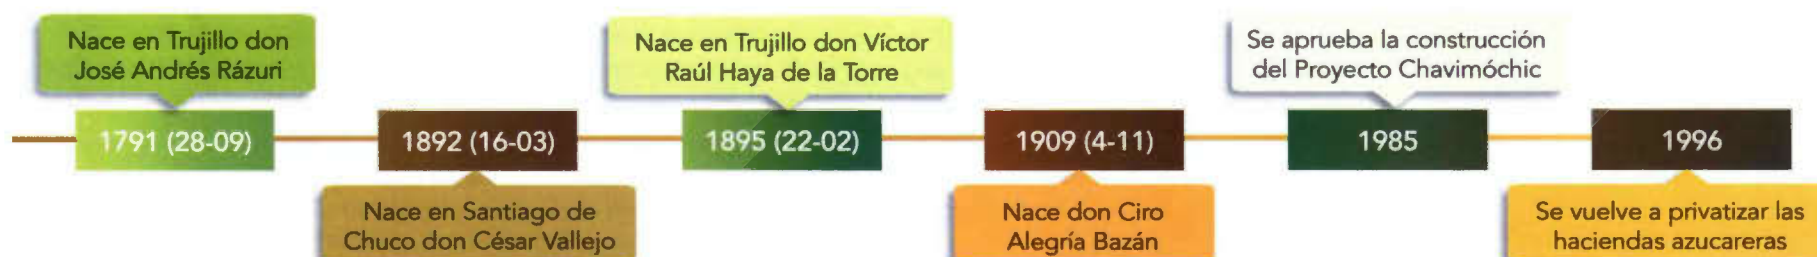 Nace en Trujillo don
José Andrés Rázuri
1791 (28-09)
1892 (16-03)
Nace en Santiago de
Chuco don César Vallejo
Nace en Trujillo don Víctor
Raúl Haya de la Torre
1895 (22-02)
1909 (4-11)
Nace don Ciro
Alegría Bazán
Se aprueba la construcción
del Proyecto Chavimóchic
1985
1996
Se vuelve a privatizar las
haciendas azucareras